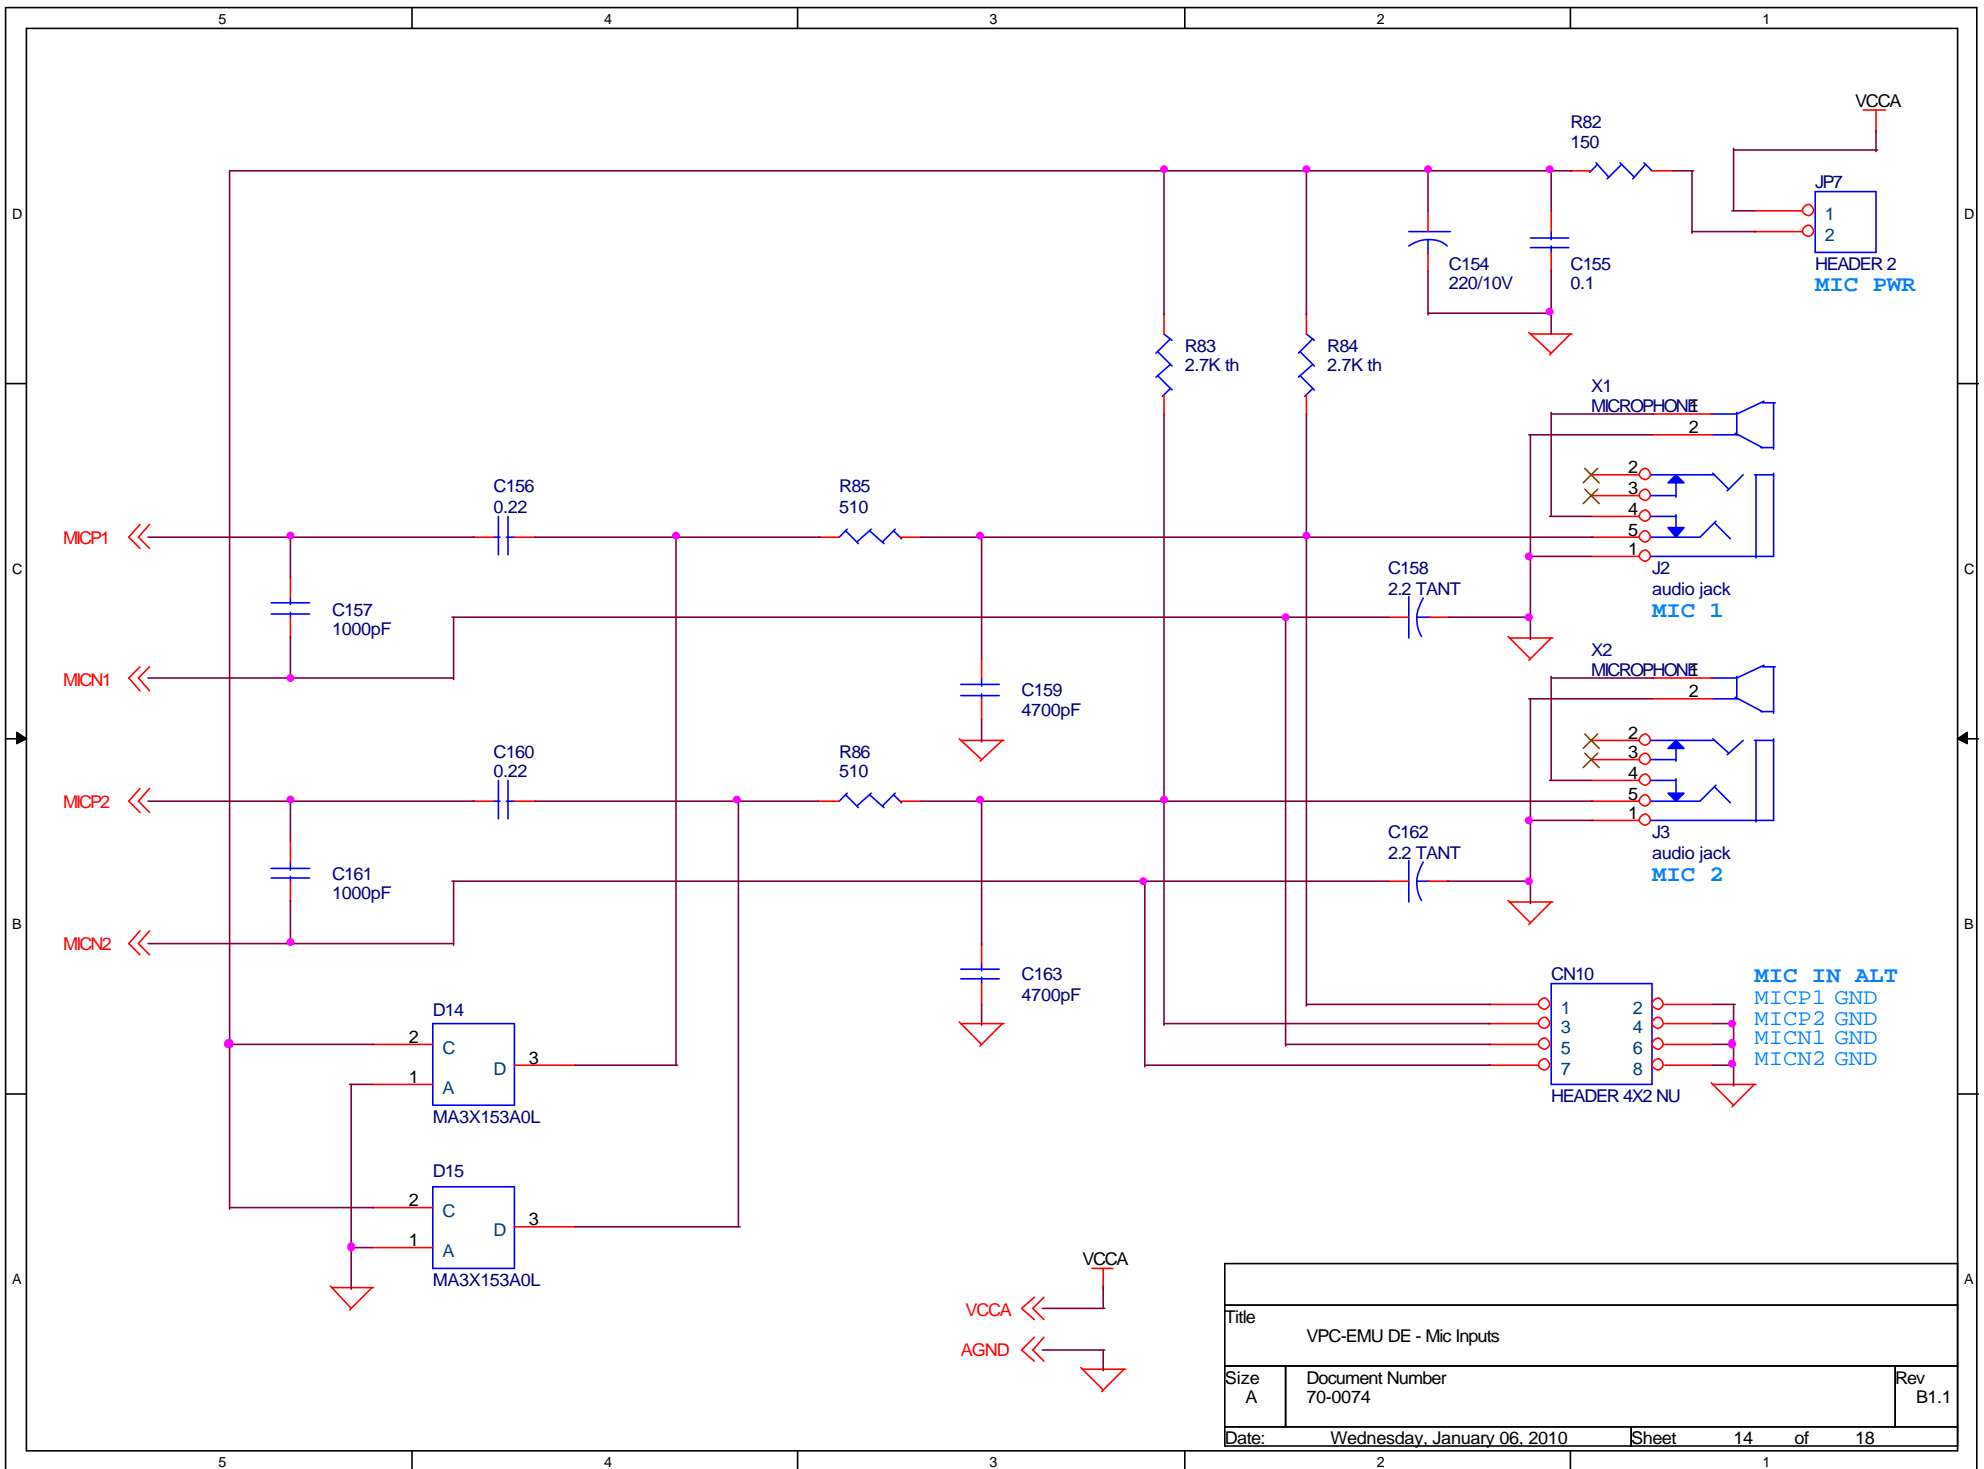 5 4 3 2 1
VCCA
R82
150
JP7
1
2
HEADER 2
MIC PWR
D D
C154
220/10V
C155
0.1
R83
2.7K th
R84
2.7K th
X1
MICROPHONE
1
2
C156
0.22
R85
510
2
3
4
5
1
MICP1
J2
audio jack
MIC 1
C C
C158
2.2 TANT
C157
1000pF
MICN1
C159
4700pF
X2
MICROPHONE
1
2
C160
0.22
R86
510
2
3
4
5
1
MICP2
J3
audio jack
MIC 2
C162
2.2 TANT
C161
1000pF
MICN2
B B
C163
4700pF
CN10
1 2
3 4
5 6
7 8
HEADER 4X2 NU
MIC IN ALT
MICP1 GND
MICP2 GND
MICN1 GND
MICN2 GND
D14
2 C
D 3
1 A
MA3X153A0L
D15
2 C
D 3
1 A
MA3X153A0L
A A
VCCA
VCCA
AGND
Title
VPC-EMU DE - Mic Inputs
Size
A
Document Number
70-0074
Rev
B1.1
Date: Wednesday, January 06, 2010 Sheet 14 of 18
5 4 3 2 1